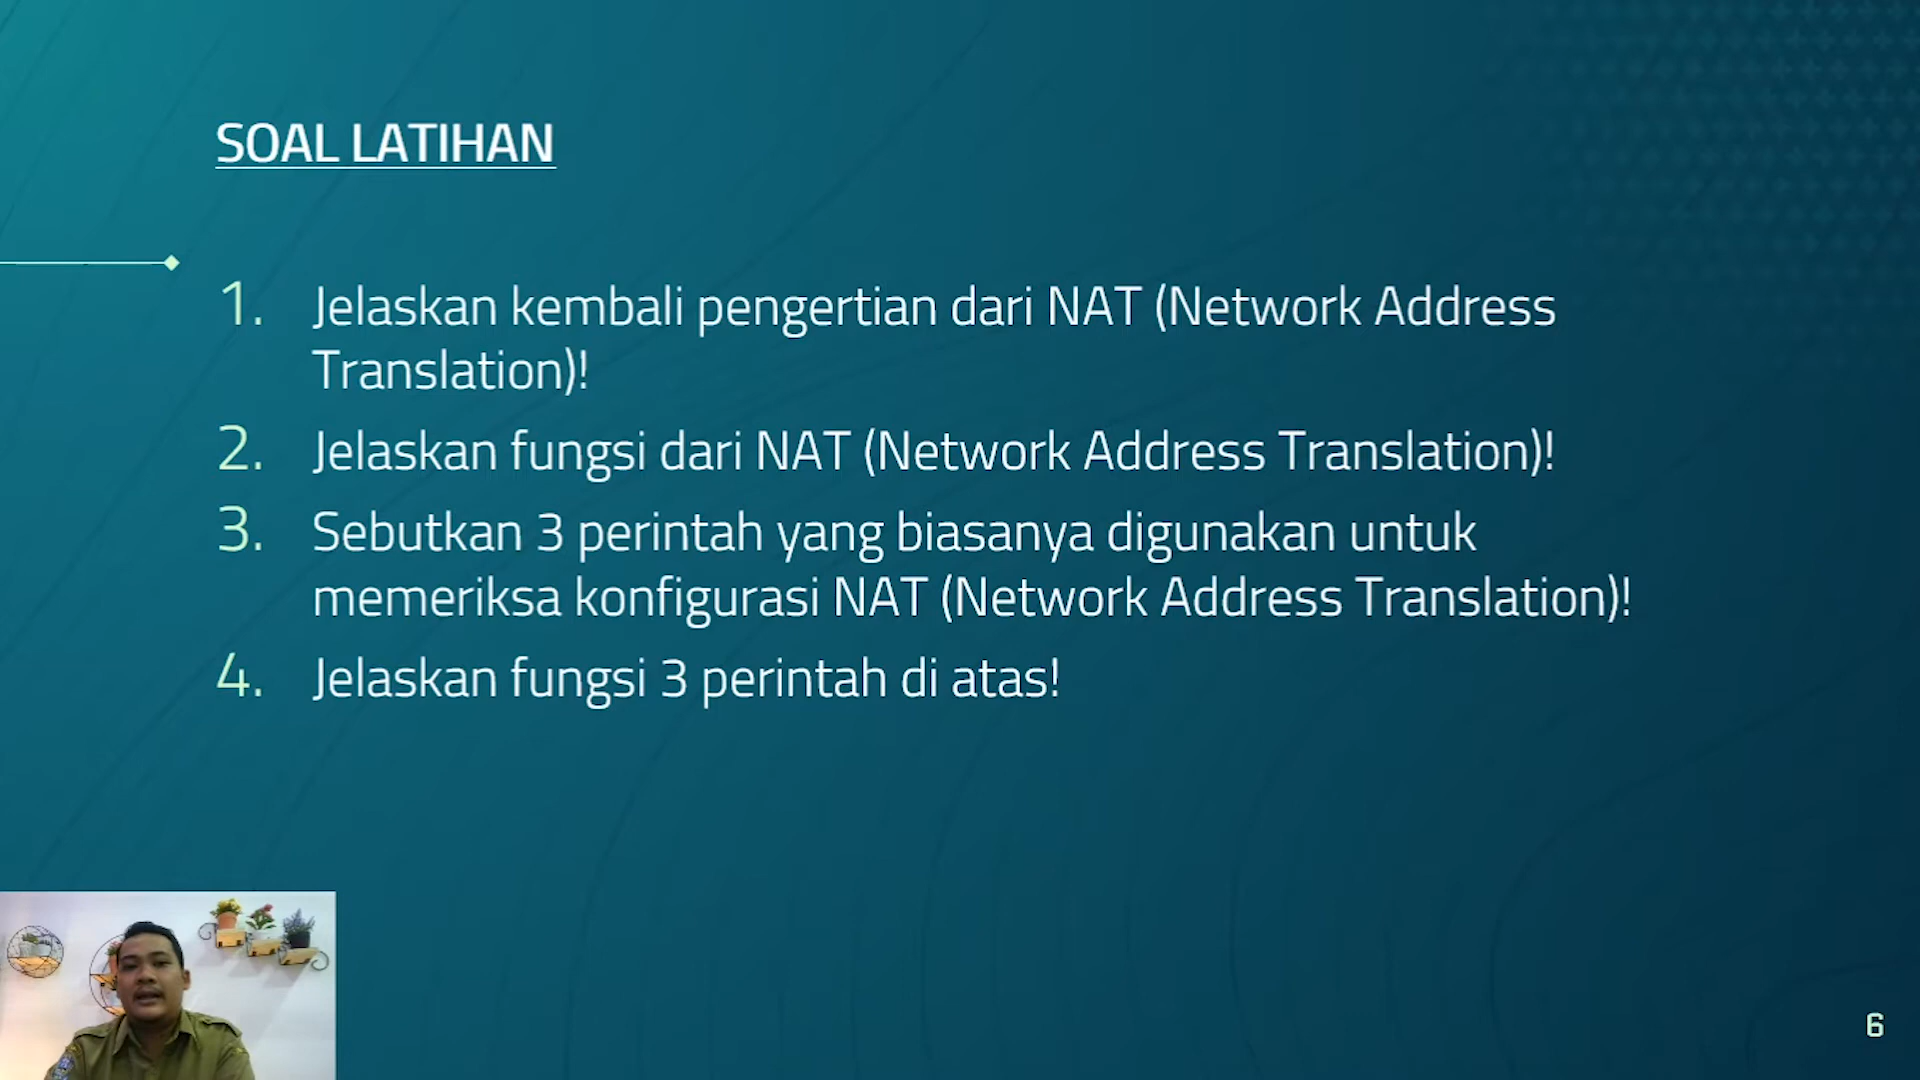 SOAL LATIHAN
1. Jelaskan kembali pengertian dari NAT (Network Address
Translation)!
2. Jelaskan fungsi dari NAT (Network Address Translation)!
3. Sebutkan 3 perintah yang biasanya digunakan untuk
memeriksa konfigurasi NAT (Network Address Translation)!
4. Jelaskan fungsi 3 perintah di atas!
6